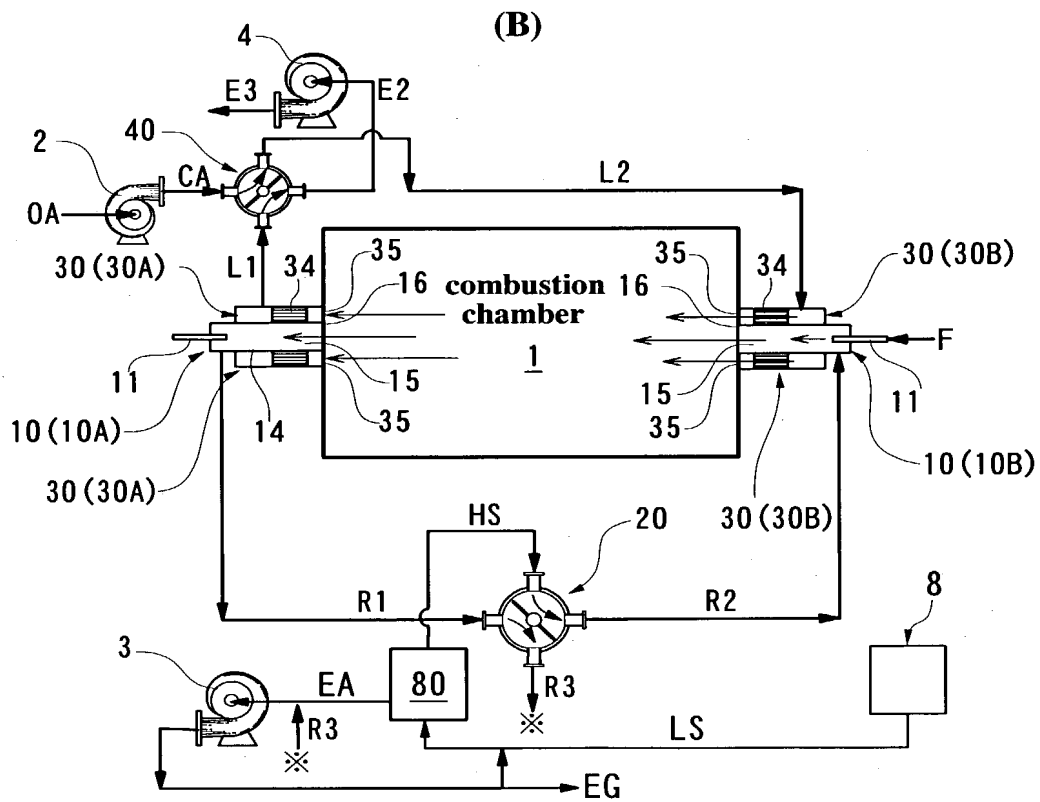 (B)
4
E3
E2
40
2
CA
OA
L2
L1
30(30A)
34
35
16
combustion
chamber
1
35
16
34
30(30B)
F
11
14
15
35
15
35
11
10(10A)
10(10B)
30(30A)
30(30B)
HS
20
R1
R2
8
3
EA
80
R3
※
R3
※
LS
EG